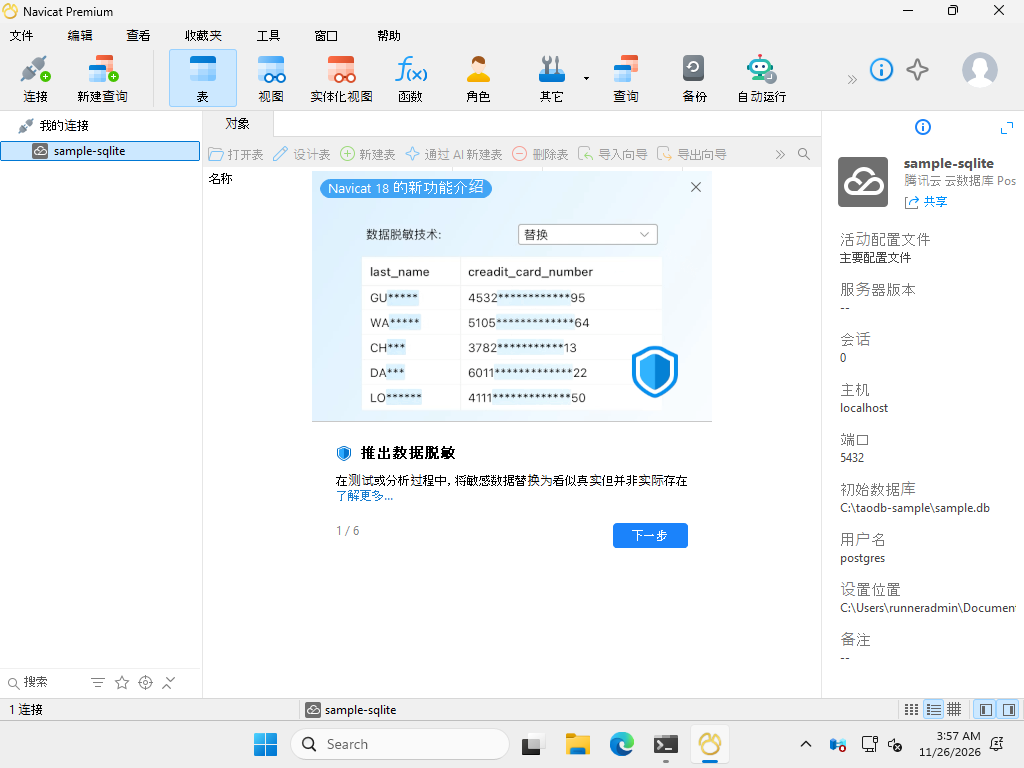 Navicat Premium
文件 编辑 查看 收藏夹 工具 窗口 帮助
连接 新建查询 表 视图 实体化视图 函数 角色 其它 查询 备份 自动运行
我的连接
sample-sqlite
对象
打开表 设计表 新建表 通过 AI 新建表 删除表 导入向导 导出向导
名称
Navicat 18 的新功能介绍
数据脱敏技术: 替换
last_name creadit_card_number
GU***** 4532************95
WA***** 5105*************64
CH*** 3782***********13
DA*** 6011*************22
LO****** 4111*************50
推出数据脱敏
在测试或分析过程中, 将敏感数据替换为看似真实但并非实际存在
了解更多...
1 / 6
下一步
sample-sqlite
腾讯云 云数据库 Pos
共享
活动配置文件
主要配置文件
服务器版本
--
会话
0
主机
localhost
端口
5432
初始数据库
C:\taodb-sample\sample.db
用户名
postgres
设置位置
C:\Users\runneradmin\Document
备注
--
搜索
1 连接
sample-sqlite
Search
3:57 AM
11/26/2026